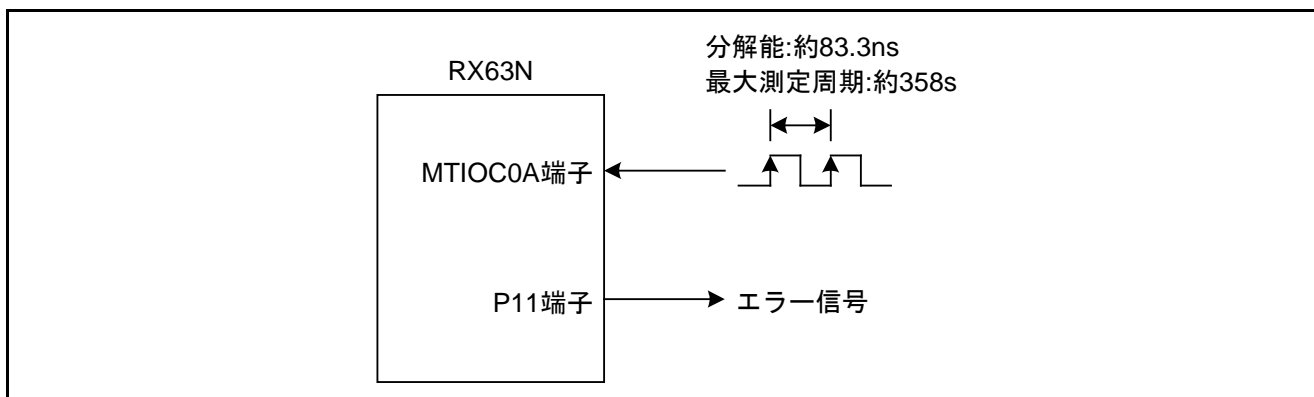 分解能:約83.3ns
最大測定周期:約358s
RX63N
MTIOC0A端子
P11端子
エラー信号